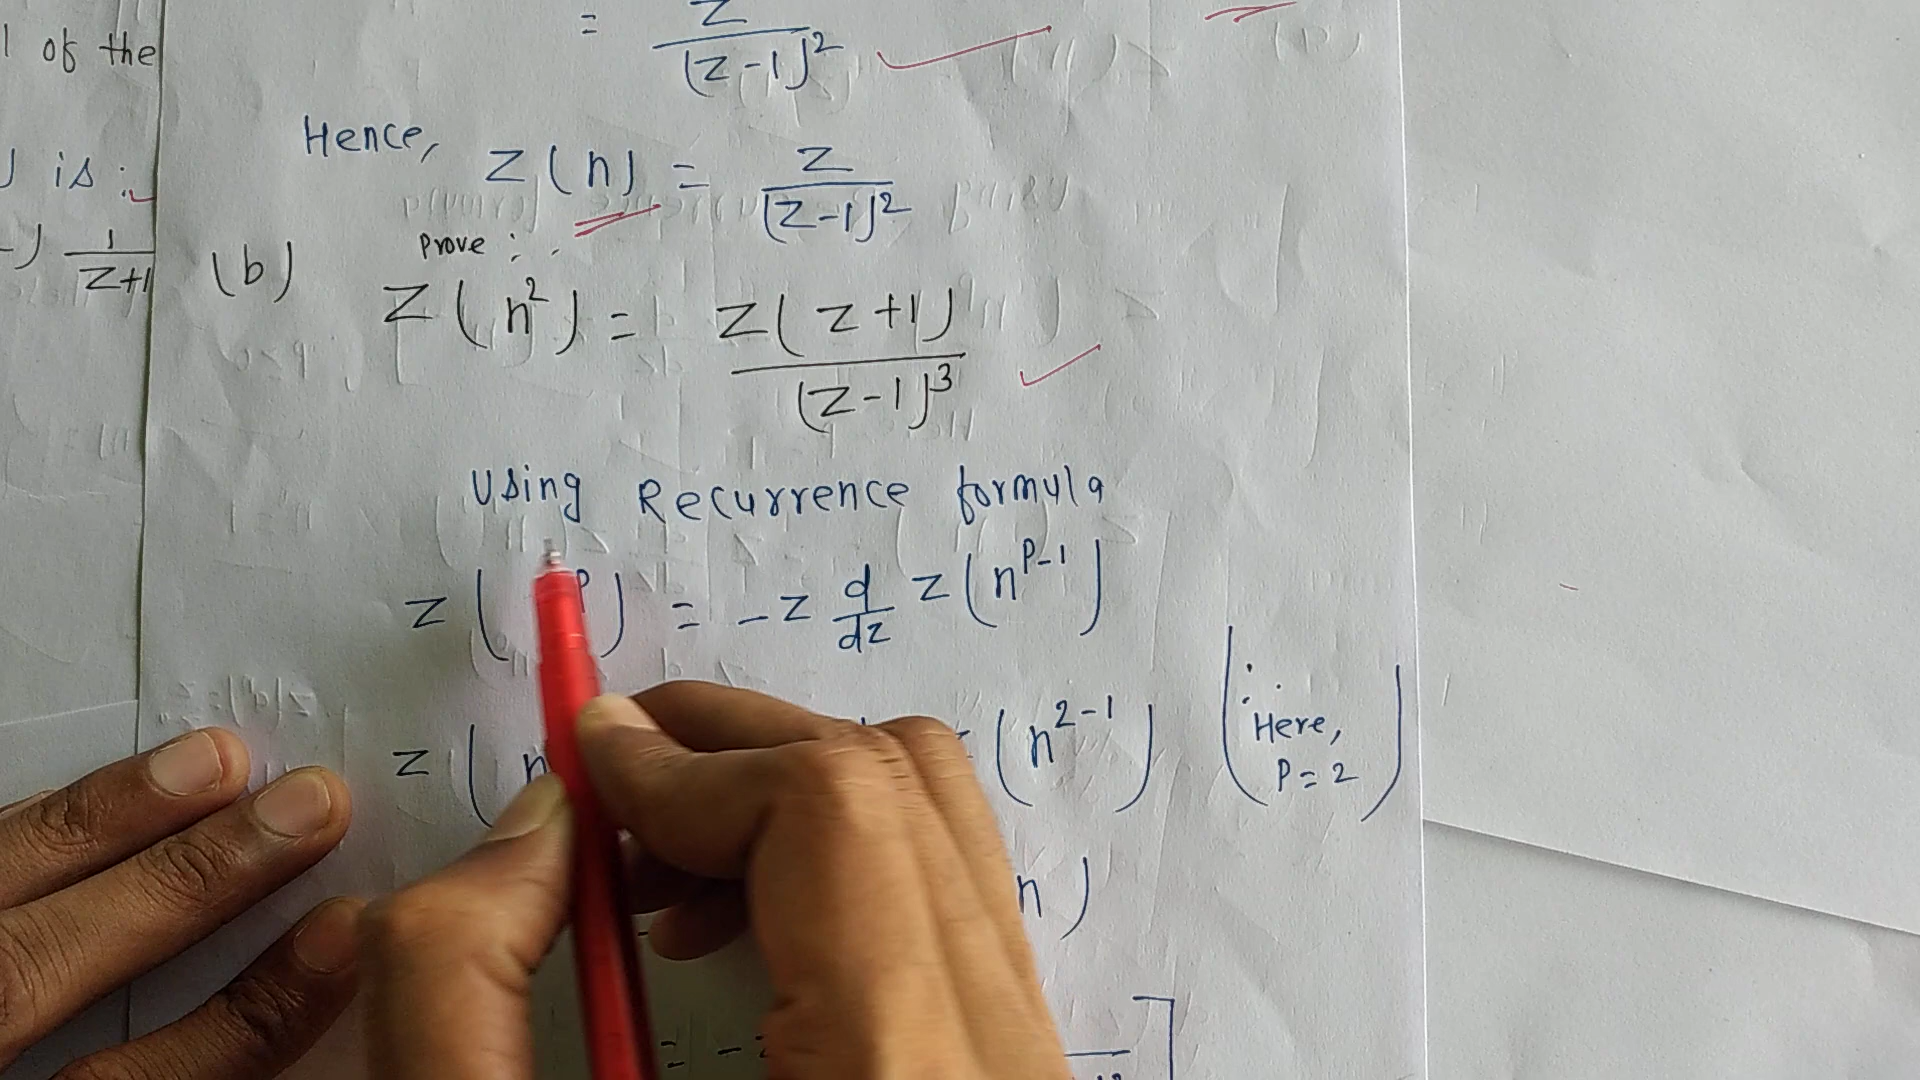 1 of the
is :
1
Z+1
= Z
(Z-1)²
Hence, Z(n) = Z
(Z-1)²
Prove :
(b) Z(n²) = Z(Z+1)
(Z-1)³
Using Recurrence formula
Z( p) = -Z d/dz Z(n^{P-1})
Z(n (n^{2-1}) (∵ Here, P=2)
n)
= -